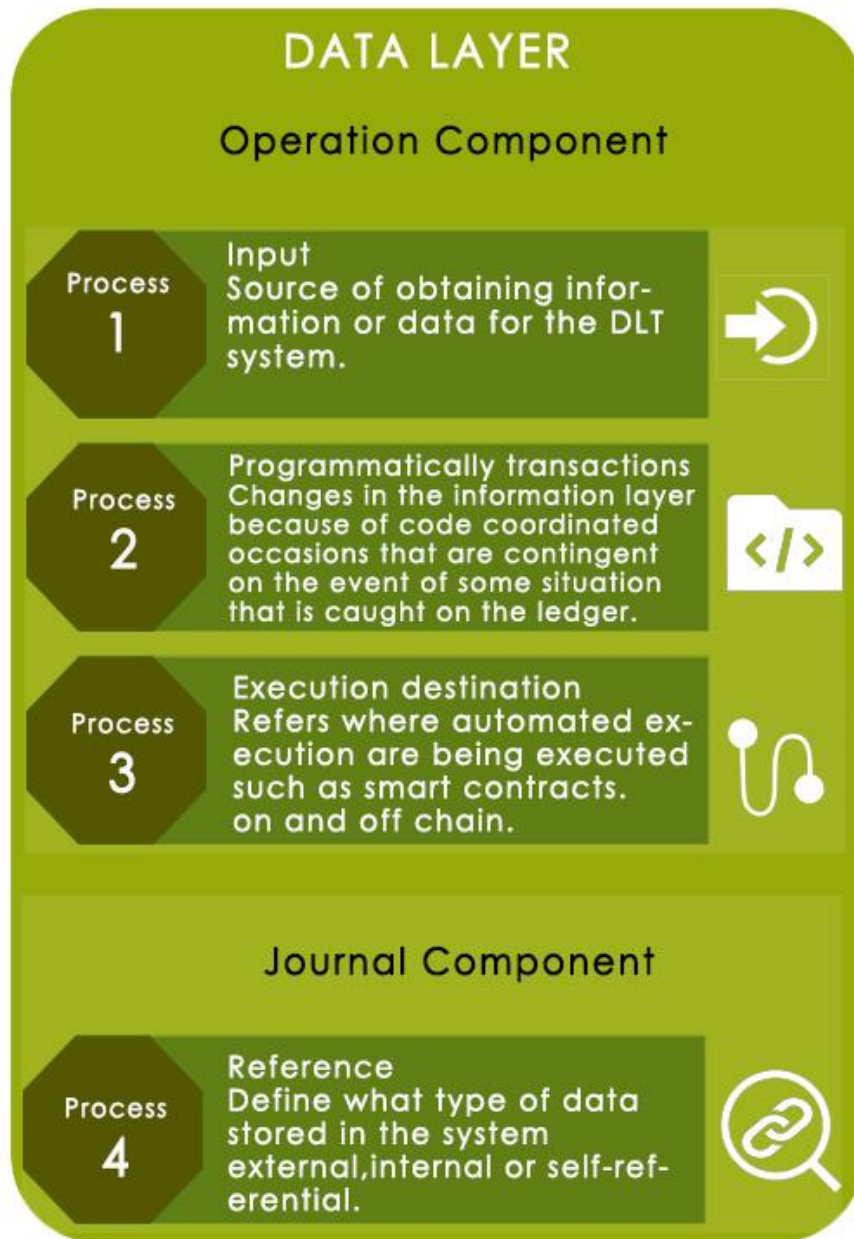 DATA LAYER
Operation Component
Process
1
Input
Source of obtaining infor-
mation or data for the DLT
system.
Process
2
Programmatically transactions
Changes in the information layer
because of code coordinated
occasions that are contingent
on the event of some situation
that is caught on the ledger.
Process
3
Execution destination
Refers where automated ex-
ecution are being executed
such as smart contracts.
on and off chain.
Journal Component
Process
4
Reference
Define what type of data
stored in the system
external,internal or self-ref-
erential.